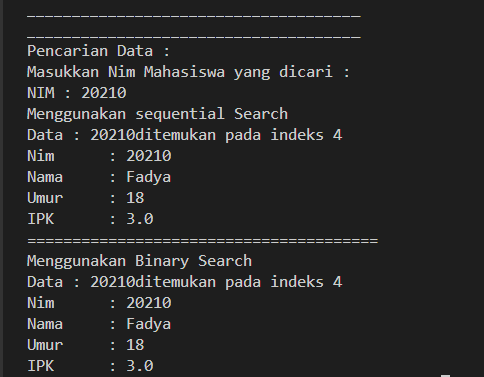 _____________________________________
_____________________________________
Pencarian Data :
Masukkan Nim Mahasiswa yang dicari :
NIM : 20210
Menggunakan sequential Search
Data : 20210ditemukan pada indeks 4
Nim      : 20210
Nama     : Fadya
Umur     : 18
IPK      : 3.0
=======================================
Menggunakan Binary Search
Data : 20210ditemukan pada indeks 4
Nim      : 20210
Nama     : Fadya
Umur     : 18
IPK      : 3.0